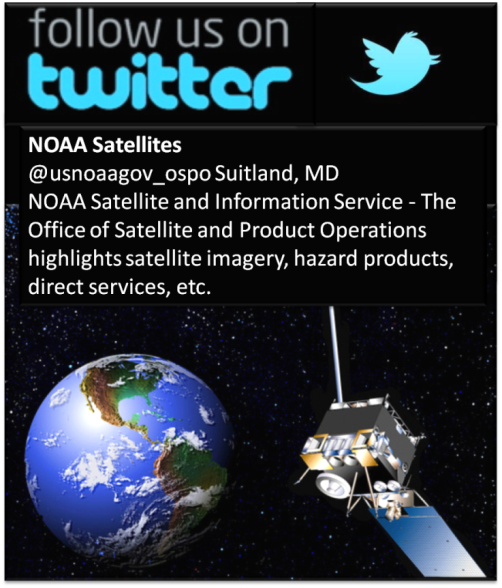 follow us on
twitter
NOAA Satellites
@usnoaagov_ospo Suitland, MD
NOAA Satellite and Information Service - The
Office of Satellite and Product Operations
highlights satellite imagery, hazard products,
direct services, etc.